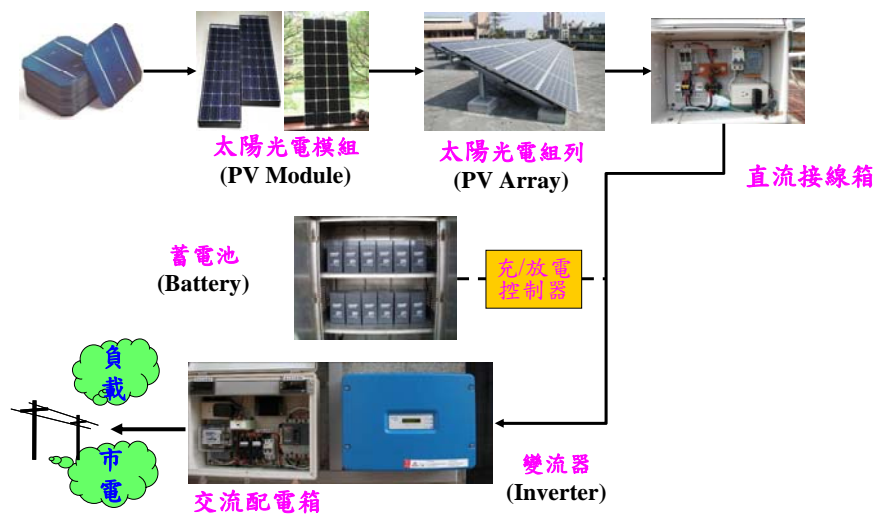 太陽光電模組
(PV Module)
太陽光電組列
(PV Array)
直流接線箱
蓄電池
(Battery)
充/放電
控制器
負
載
市
電
交流配電箱
變流器
(Inverter)